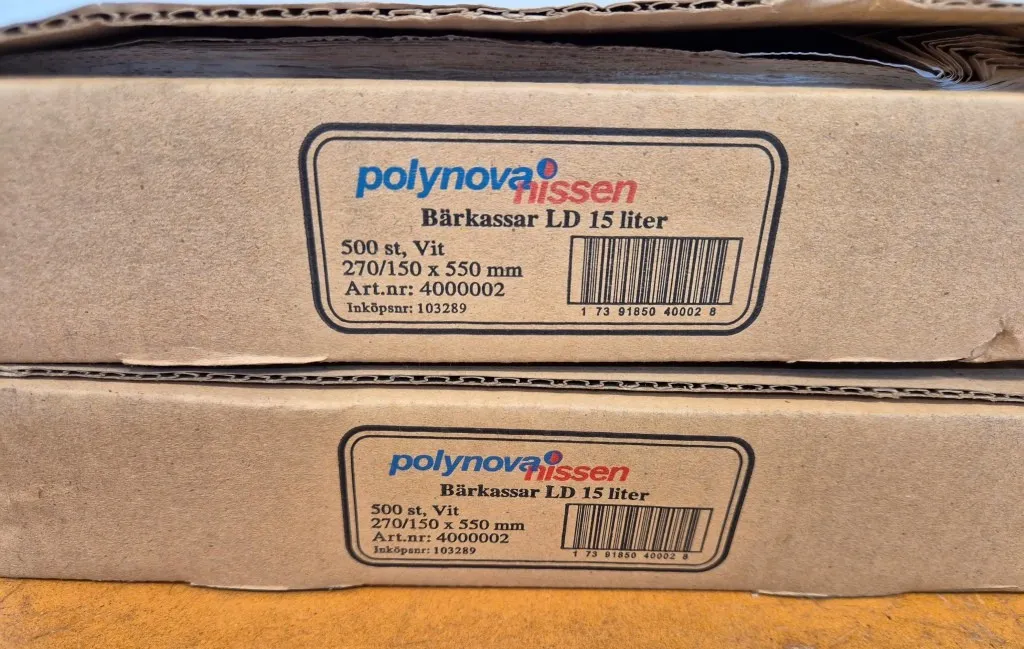 polynova nissen
Bärkassar LD 15 liter
500 st, Vit
270/150 x 550 mm
Art.nr: 4000002
Inköpsnr: 103289
1 73 91850 40002 8
polynova nissen
Bärkassar LD 15 liter
500 st, Vit
270/150 x 550 mm
Art.nr: 4000002
Inköpsnr: 103289
1 73 91850 40002 8